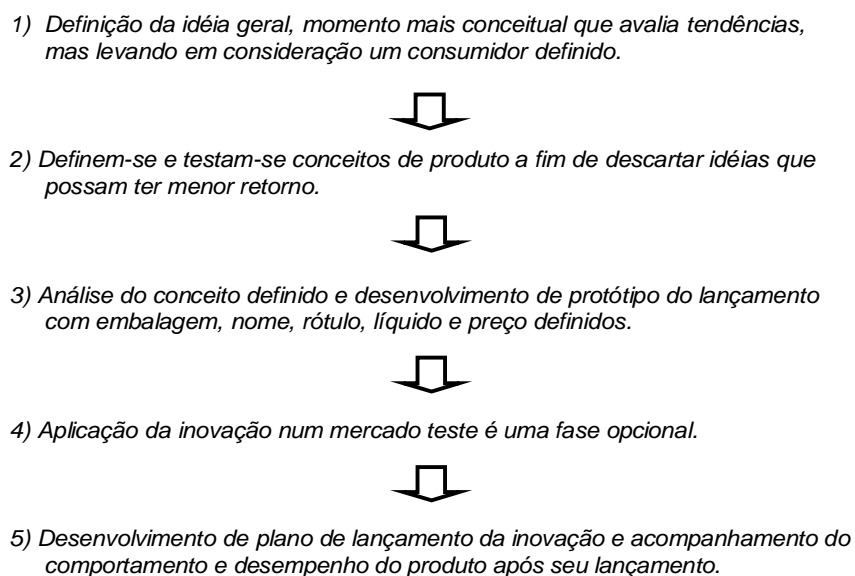 1) Definição da idéia geral, momento mais conceitual que avalia tendências,
mas levando em consideração um consumidor definido.
2) Definem-se e testam-se conceitos de produto a fim de descartar idéias que
possam ter menor retorno.
3) Análise do conceito definido e desenvolvimento de protótipo do lançamento
com embalagem, nome, rótulo, líquido e preço definidos.
4) Aplicação da inovação num mercado teste é uma fase opcional.
5) Desenvolvimento de plano de lançamento da inovação e acompanhamento do
comportamento e desempenho do produto após seu lançamento.